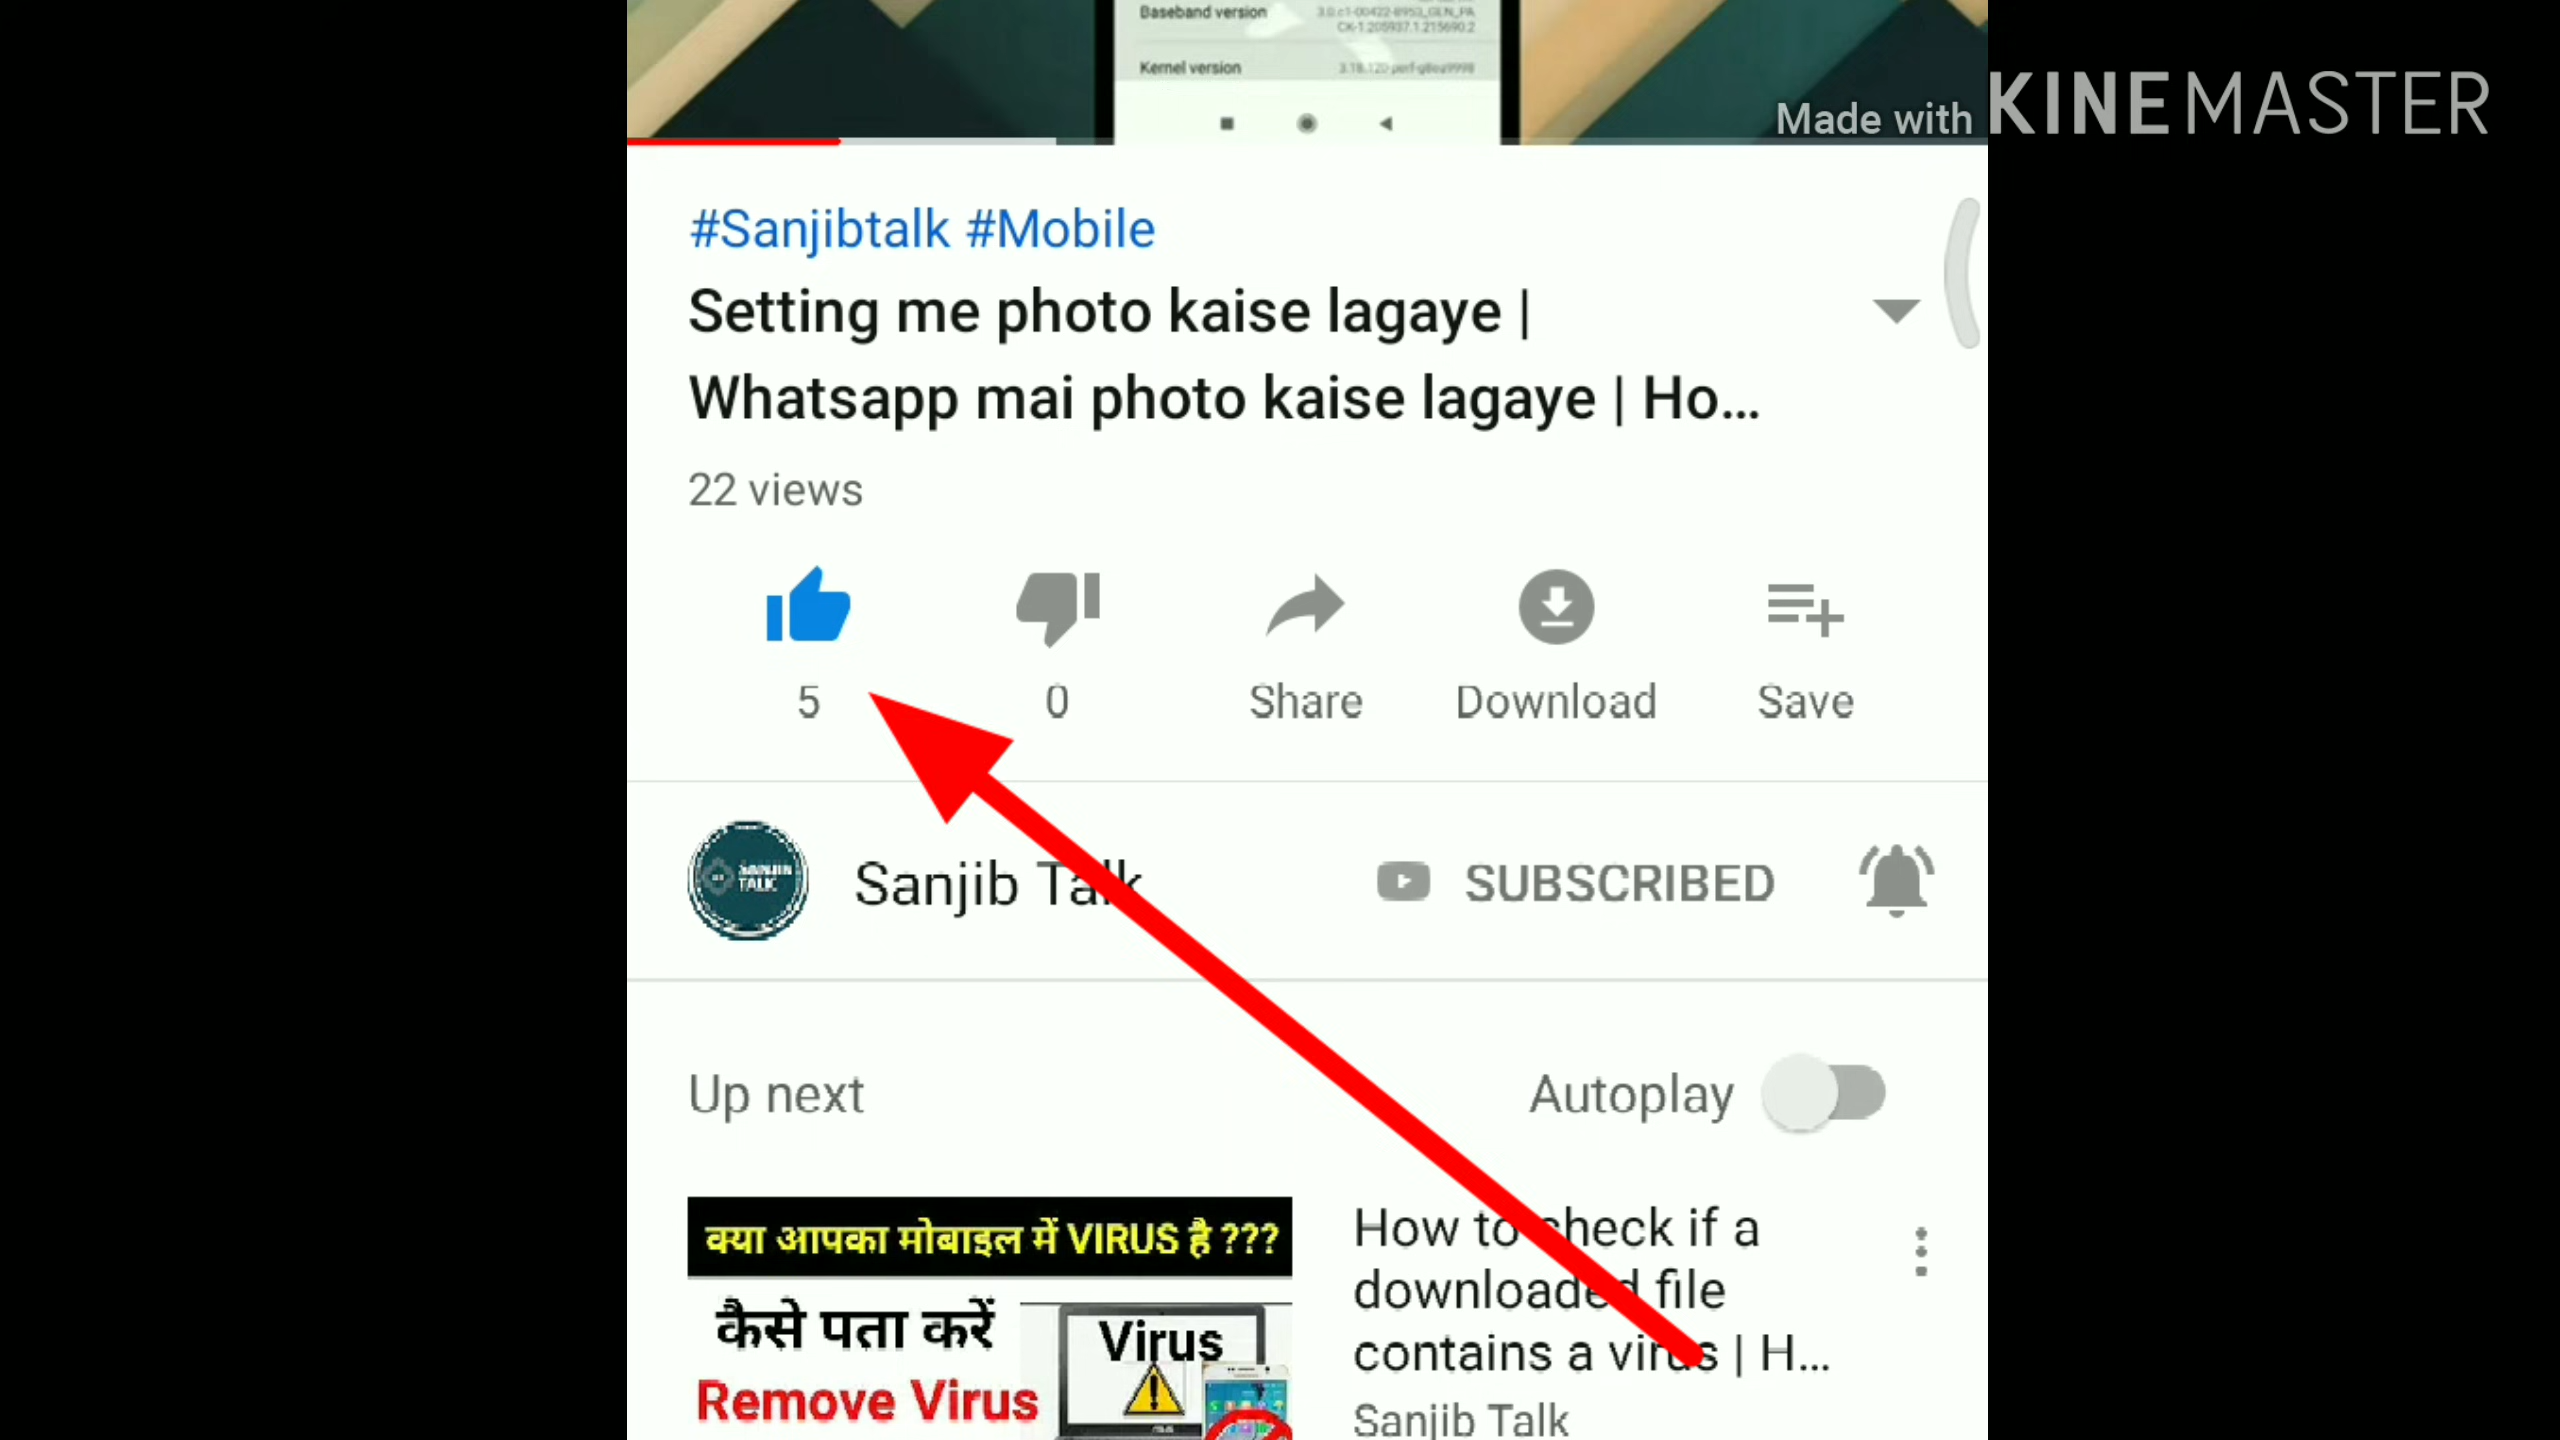 Baseband version
Kernel version
Made with KINEMASTER
#Sanjibtalk #Mobile
Setting me photo kaise lagaye |
Whatsapp mai photo kaise lagaye | Ho...
22 views
5 0 Share Download Save
SANJIB TALK
Sanjib Talk SUBSCRIBED
Up next Autoplay
क्या आपका मोबाइल में VIRUS है ???
कैसे पता करें
Remove Virus
Virus
How to check if a
downloaded file
contains a virus | H...
Sanjib Talk